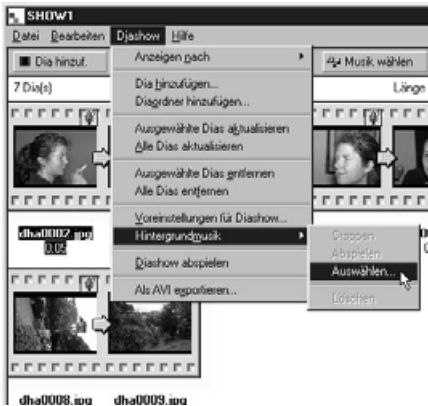 SHOW1
Datei Bearbeiten Djashow Hilfe
Dia hinzuf. Musik wählen
7 Dia(s) Länge
Anzeigen nach
Dia hinzufügen...
Diaordner hinzufügen...
Ausgewählte Dias aktualisieren
Alle Dias aktualisieren
Ausgewählte Dias entfernen
Alle Dias entfernen
Voreinstellungen für Diashow...
Hintergrundmusik
Diashow abspielen
Als AVI exportieren...
Stoppen
Abspielen
Auswählen...
Löschen
dha0002.jpg
0:05
dha0008.jpg dha0009.jpg